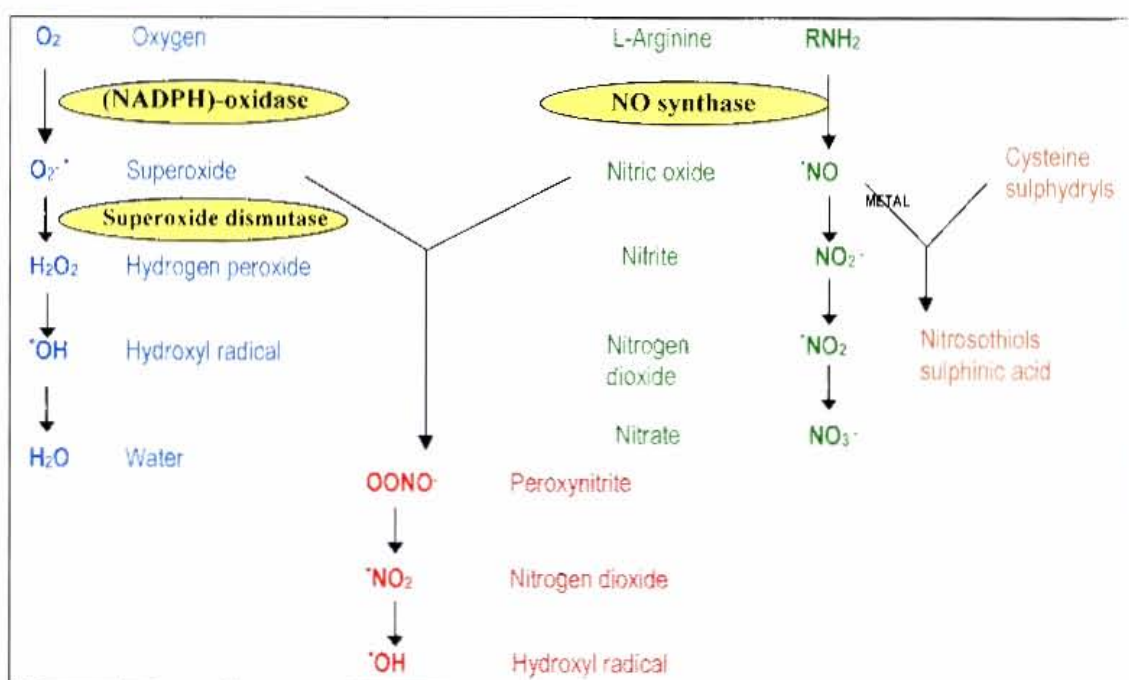 O₂ Oxygen L-Arginine RNH₂
(NADPH)-oxidase NO synthase
O₂⁻˙ Superoxide Nitric oxide ˙NO Cysteine
sulphydryls
METAL
Superoxide dismutase
H₂O₂ Hydrogen peroxide Nitrite NO₂⁻
˙OH Hydroxyl radical Nitrogen
dioxide ˙NO₂ Nitrosothiols
sulphinic acid
H₂O Water Nitrate NO₃⁻
OONO⁻ Peroxynitrite
˙NO₂ Nitrogen dioxide
˙OH Hydroxyl radical